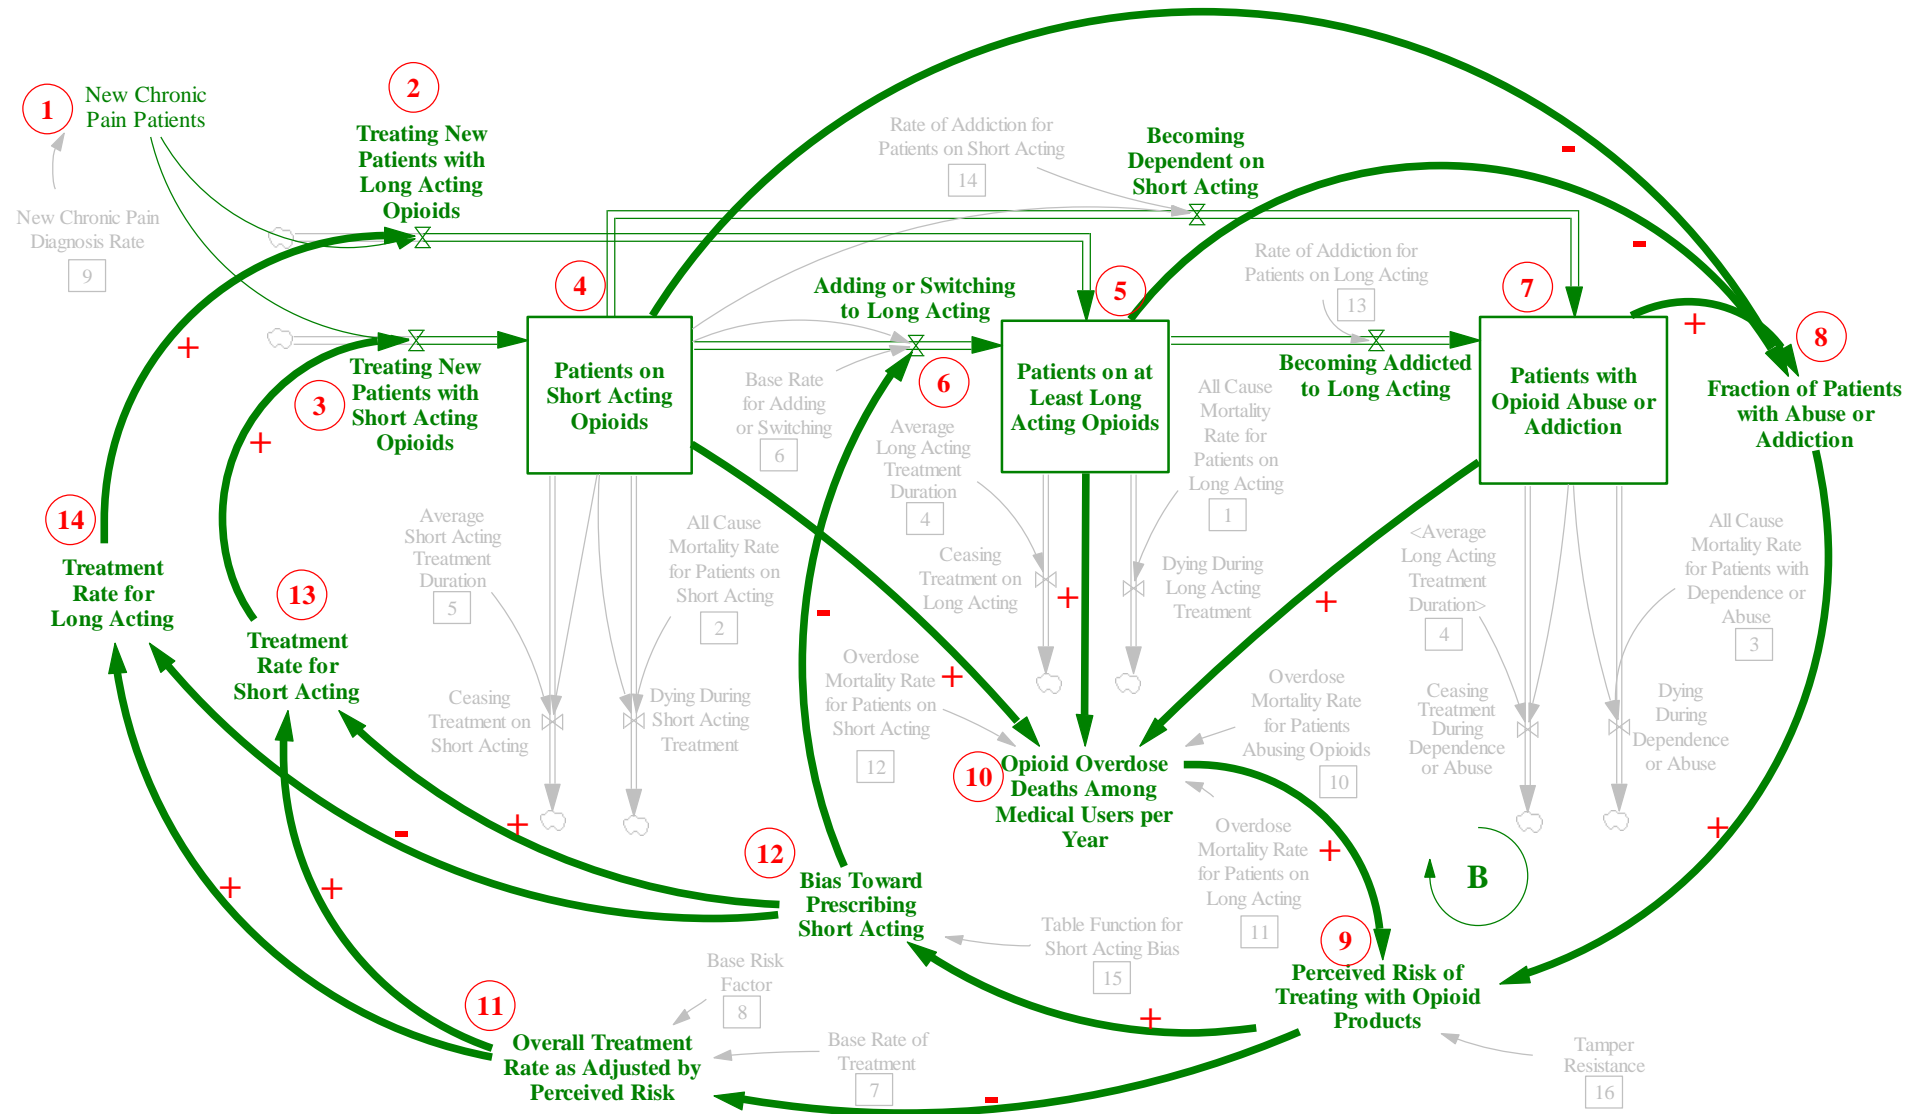 1
New Chronic
Pain Patients
2
Treating New
Patients with
Long Acting
Opioids
New Chronic Pain
Diagnosis Rate
9
3
Treating New
Patients with
Short Acting
Opioids
4
Patients on
Short Acting
Opioids
Rate of Addiction for
Patients on Short Acting
14
Becoming
Dependent on
Short Acting
Adding or Switching
to Long Acting
6
Base Rate
for Adding
or Switching
6
5
Patients on at
Least Long
Acting Opioids
Rate of Addiction for
Patients on Long Acting
13
Becoming Addicted
to Long Acting
7
Patients with
Opioid Abuse or
Addiction
8
Fraction of Patients
with Abuse or
Addiction
-
-
+
+
+
14
Treatment
Rate for
Long Acting
13
Treatment
Rate for
Short Acting
Average
Short Acting
Treatment
Duration
5
All Cause
Mortality Rate
for Patients on
Short Acting
2
Ceasing
Treatment on
Short Acting
Dying During
Short Acting
Treatment
Average
Long Acting
Treatment
Duration
4
All Cause
Mortality
Rate for
Patients on
Long Acting
1
Ceasing
Treatment on
Long Acting
Dying During
Long Acting
Treatment
<Average
Long Acting
Treatment
Duration>
4
All Cause
Mortality Rate
for Patients with
Dependence or
Abuse
3
Ceasing
Treatment
During
Dependence
or Abuse
Dying
During
Dependence
or Abuse
-
+
+
+
Overdose
Mortality Rate
for Patients on
Short Acting
12
Overdose
Mortality Rate
for Patients
Abusing Opioids
10
10
Opioid Overdose
Deaths Among
Medical Users per
Year
Overdose
Mortality Rate
for Patients on
Long Acting
11
+
+
B
-
+
12
Bias Toward
Prescribing
Short Acting
Table Function for
Short Acting Bias
15
9
Perceived Risk of
Treating with Opioid
Products
+
+
+
Base Risk
Factor
8
11
Overall Treatment
Rate as Adjusted by
Perceived Risk
Base Rate of
Treatment
7
-
Tamper
Resistance
16